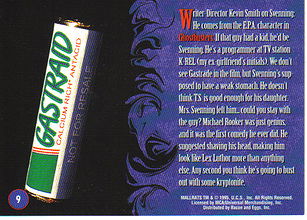 Writer/Director Kevin Smith on Svenning:
He comes from the E.P.A. character in
Ghostbusters. If that guy had a kid, he'd be
Svenning. He's a programmer at TV station
K-REL (my ex-girlfriend's initials). We don't
see Gastrade in the film, but Svenning's sup-
posed to have a weak stomach. He doesn't
think T.S. is good enough for his daughter.
Mrs. Svenning left him... could you stay with
the guy? Michael Rooker was just genius,
and it was the first comedy he ever did. He
suggested shaving his head, making him
look like Lex Luthor more than anything
else. Any second you think he's going to bust
out with some kryptonite.
GASTRAID
CALCIUM RICH ANTACID
NOT FOR RESALE
9
MALLRATS TM & © 1995, U.C.S., Inc. All Rights Reserved.
Licensed by MCA/Universal Merchandising, Inc.
Distributed by Bacon and Eggs, Inc.